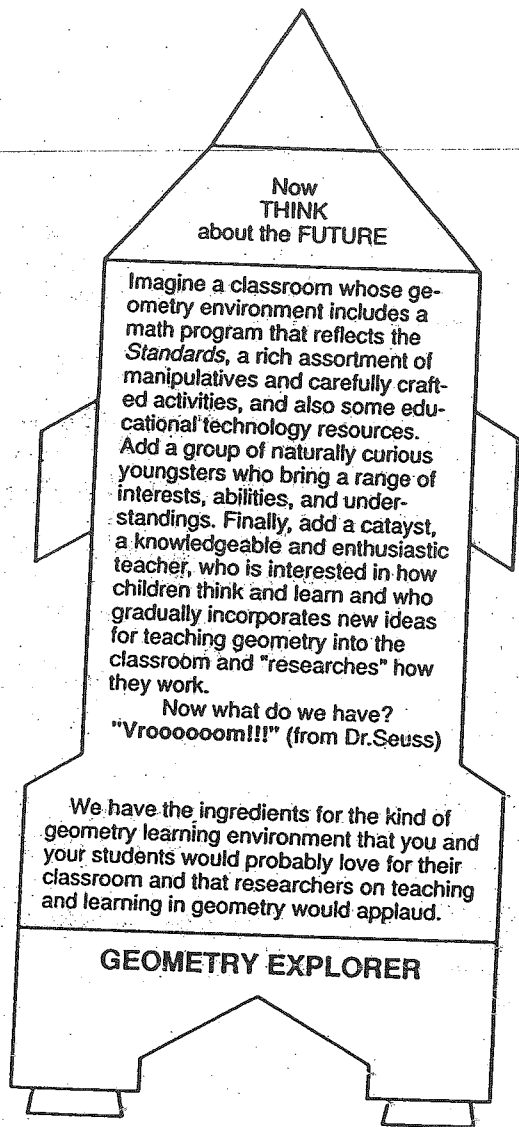 Now
THINK
about the FUTURE
Imagine a classroom whose ge-
ometry environment includes a
math program that reflects the
Standards, a rich assortment of
manipulatives and carefully craft-
ed activities, and also some edu-
cational technology resources.
Add a group of naturally curious
youngsters who bring a range of
interests, abilities, and under-
standings. Finally, add a catayst,
a knowledgeable and enthusiastic
teacher, who is interested in how
children think and learn and who
gradually incorporates new ideas
for teaching geometry into the
classroom and "researches" how
they work.
Now what do we have?
"Vroooooom!!!" (from Dr.Seuss)
We have the ingredients for the kind of
geometry learning environment that you and
your students would probably love for their
classroom and that researchers on teaching
and learning in geometry would applaud.
GEOMETRY EXPLORER